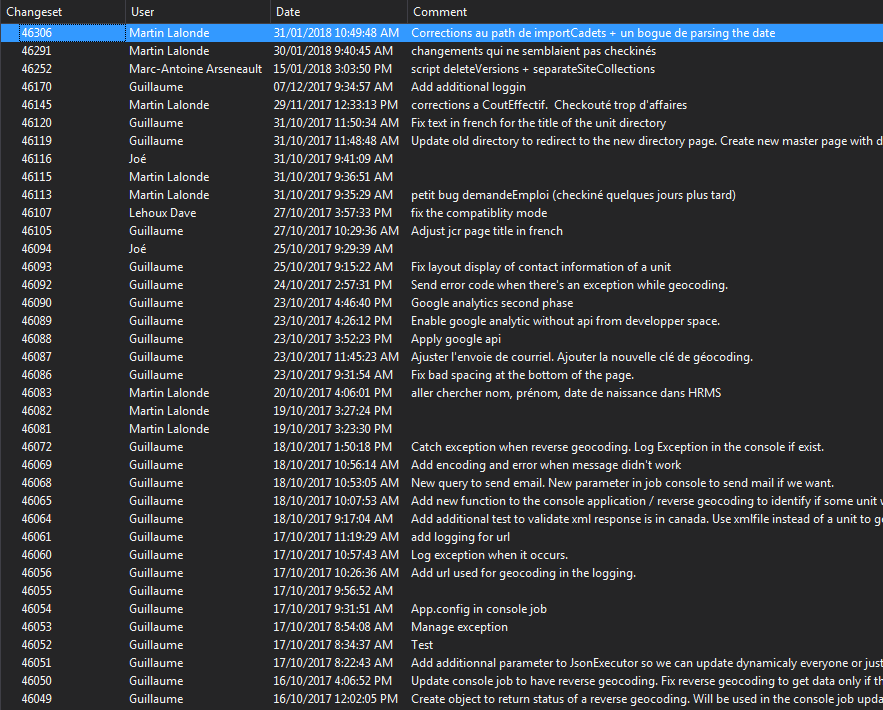 Changeset User Date Comment
46306 Martin Lalonde 31/01/2018 10:49:48 AM Corrections au path de importCadets + un bogue de parsing the date
46291 Martin Lalonde 30/01/2018 9:40:45 AM changements qui ne semblaient pas checkinés
46252 Marc-Antoine Arseneault 15/01/2018 3:03:50 PM script deleteVersions + separateSiteCollections
46170 Guillaume 07/12/2017 9:34:57 AM Add additional loggin
46145 Martin Lalonde 29/11/2017 12:33:13 PM corrections a CoutEffectif. Checkouté trop d'affaires
46120 Guillaume 31/10/2017 11:50:34 AM Fix text in french for the title of the unit directory
46119 Guillaume 31/10/2017 11:48:48 AM Update old directory to redirect to the new directory page. Create new master page with d
46116 Joé 31/10/2017 9:41:09 AM
46115 Martin Lalonde 31/10/2017 9:36:51 AM
46113 Martin Lalonde 31/10/2017 9:35:29 AM petit bug demandeEmploi (checkiné quelques jours plus tard)
46107 Lehoux Dave 27/10/2017 3:57:33 PM fix the compatiblity mode
46105 Guillaume 27/10/2017 10:29:36 AM Adjust jcr page title in french
46094 Joé 25/10/2017 9:29:39 AM
46093 Guillaume 25/10/2017 9:15:22 AM Fix layout display of contact information of a unit
46092 Guillaume 24/10/2017 2:57:31 PM Send error code when there's an exception while geocoding.
46090 Guillaume 23/10/2017 4:46:40 PM Google analytics second phase
46089 Guillaume 23/10/2017 4:26:12 PM Enable google analytic without api from developper space.
46088 Guillaume 23/10/2017 3:52:23 PM Apply google api
46087 Guillaume 23/10/2017 11:45:23 AM Ajuster l'envoie de courriel. Ajouter la nouvelle clé de géocoding.
46086 Guillaume 23/10/2017 9:31:54 AM Fix bad spacing at the bottom of the page.
46083 Martin Lalonde 20/10/2017 4:06:01 PM aller chercher nom, prénom, date de naissance dans HRMS
46082 Martin Lalonde 19/10/2017 3:27:24 PM
46081 Martin Lalonde 19/10/2017 3:23:30 PM
46072 Guillaume 18/10/2017 1:50:18 PM Catch exception when reverse geocoding. Log Exception in the console if exist.
46069 Guillaume 18/10/2017 10:56:14 AM Add encoding and error when message didn't work
46068 Guillaume 18/10/2017 10:53:05 AM New query to send email. New parameter in job console to send mail if we want.
46065 Guillaume 18/10/2017 10:07:53 AM Add new function to the console application / reverse geocoding to identify if some unit v
46064 Guillaume 18/10/2017 9:17:04 AM Add additional test to validate xml response is in canada. Use xmlfile instead of a unit to ge
46061 Guillaume 17/10/2017 11:19:29 AM add logging for url
46060 Guillaume 17/10/2017 10:57:43 AM Log exception when it occurs.
46056 Guillaume 17/10/2017 10:26:36 AM Add url used for geocoding in the logging.
46055 Guillaume 17/10/2017 9:56:52 AM
46054 Guillaume 17/10/2017 9:31:51 AM App.config in console job
46053 Guillaume 17/10/2017 8:54:08 AM Manage exception
46052 Guillaume 17/10/2017 8:34:37 AM Test
46051 Guillaume 17/10/2017 8:22:43 AM Add additionnal parameter to JsonExecutor so we can update dynamicaly everyone or just
46050 Guillaume 16/10/2017 4:06:52 PM Update console job to have reverse geocoding. Fix reverse geocoding to get data only if th
46049 Guillaume 16/10/2017 12:02:05 PM Create object to return status of a reverse geocoding. Will be used in the console job upda